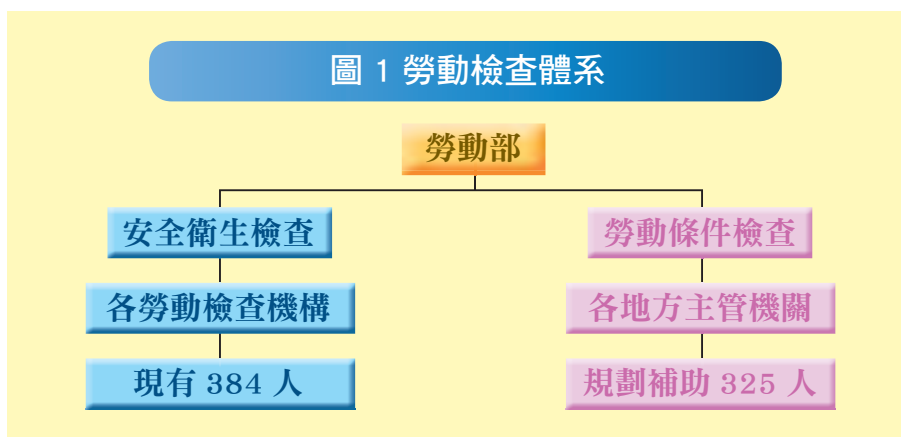 圖 1 勞動檢查體系
勞動部
安全衛生檢查
勞動條件檢查
各勞動檢查機構
各地方主管機關
現有 384 人
規劃補助 325 人